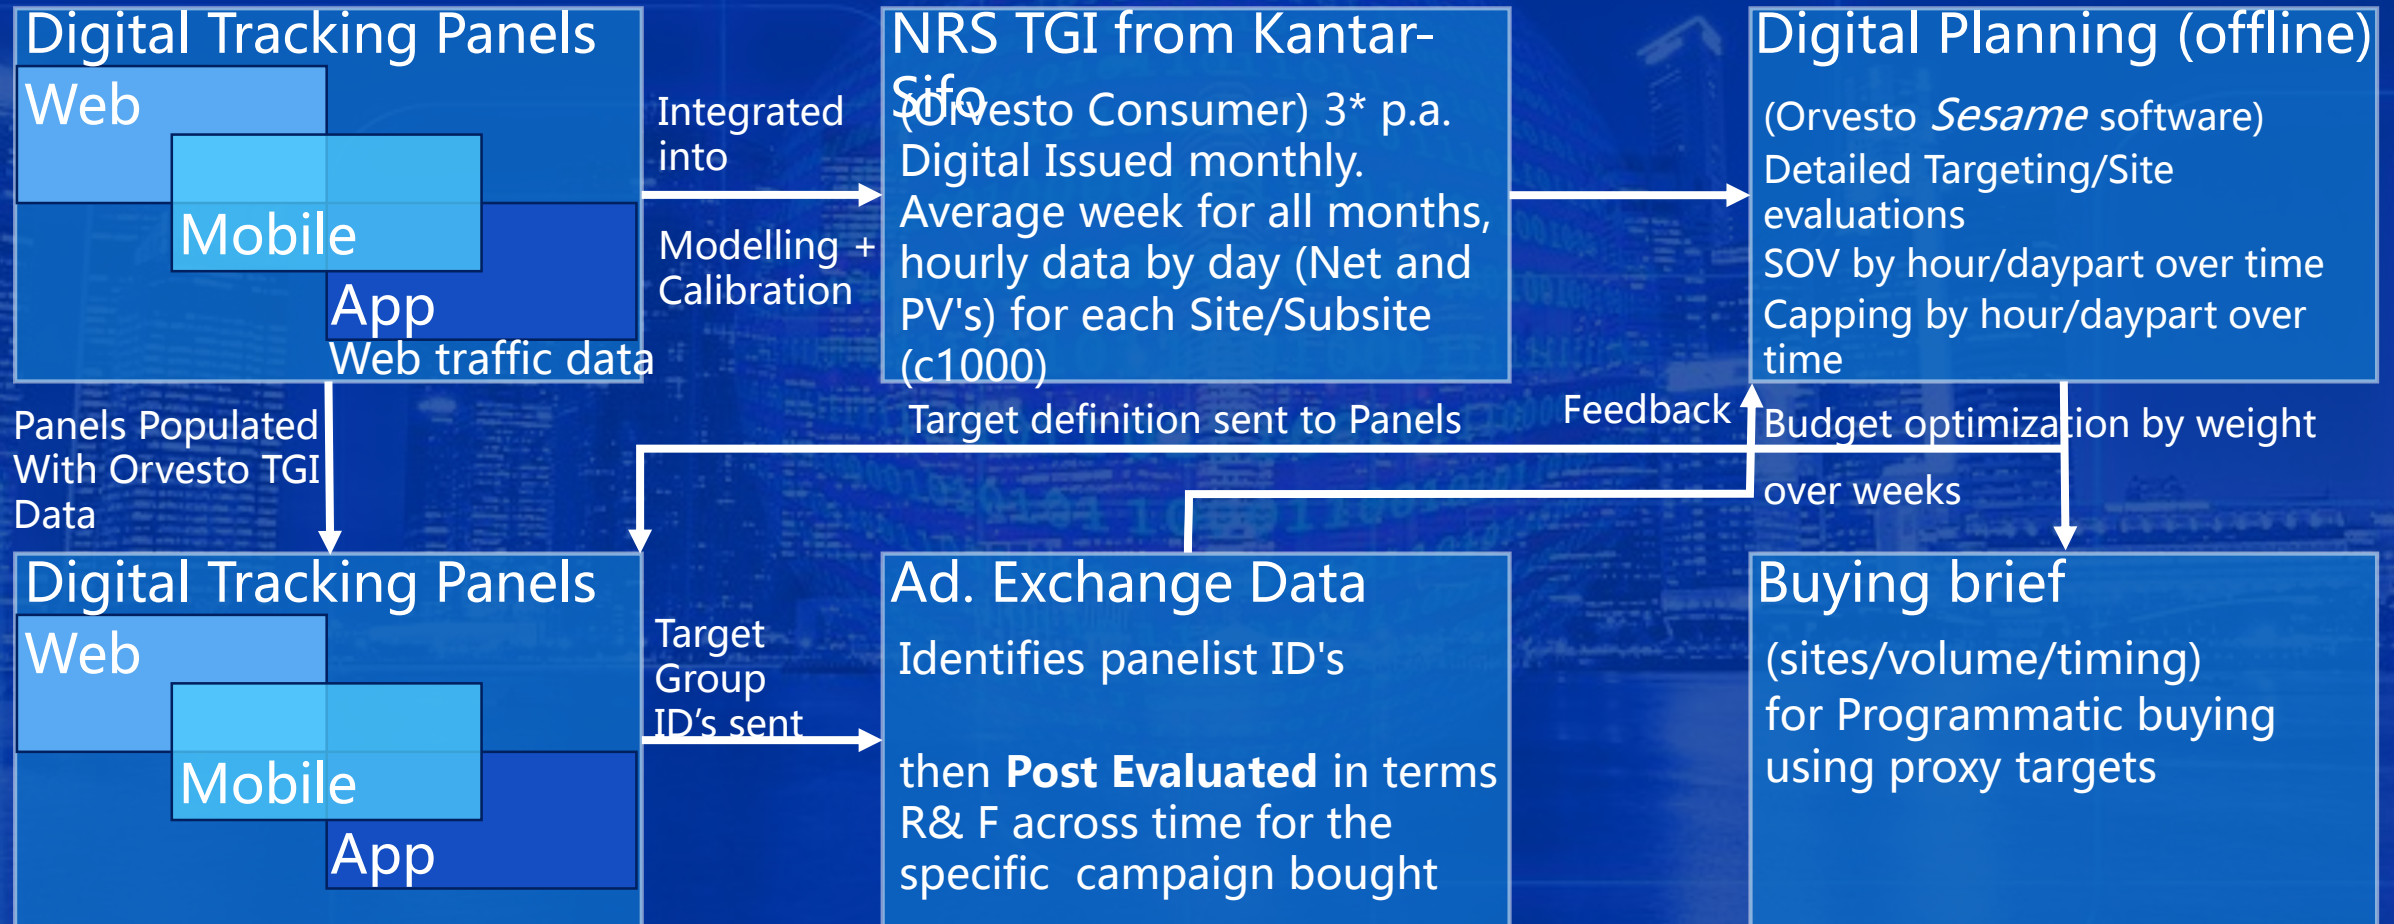 Digital Tracking Panels
Web
Mobile
App
Web traffic data
Integrated
into
Modelling +
Calibration
NRS TGI from Kantar-
Sifo
(Orvesto Consumer) 3* p.a.
Digital Issued monthly.
Average week for all months,
hourly data by day (Net and
PV's) for each Site/Subsite
(c1000)
Digital Planning (offline)
(Orvesto Sesame software)
Detailed Targeting/Site
evaluations
SOV by hour/daypart over time
Capping by hour/daypart over
time
Budget optimization by weight
over weeks
Panels Populated
With Orvesto TGI
Data
Target definition sent to Panels
Feedback
Digital Tracking Panels
Web
Mobile
App
Target
Group
ID’s sent
Ad. Exchange Data
Identifies panelist ID's
then Post Evaluated in terms
R& F across time for the
specific  campaign bought
Buying brief
(sites/volume/timing)
for Programmatic buying
using proxy targets